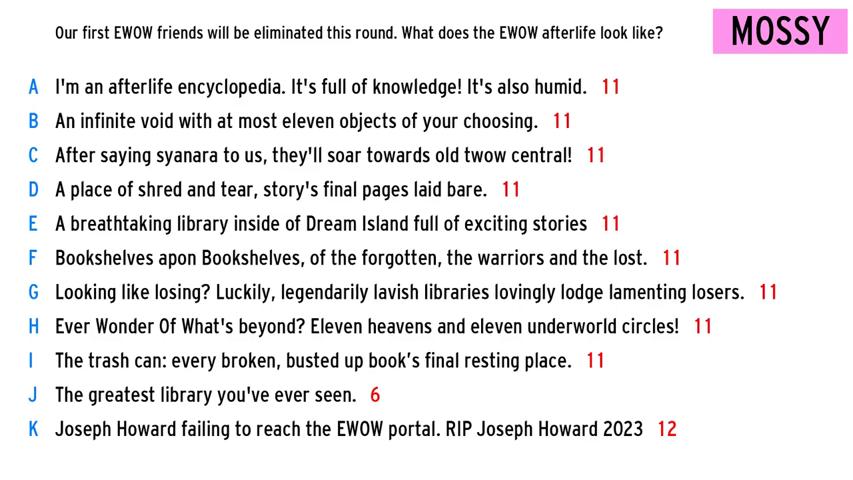 Our first EWOW friends will be eliminated this round. What does the EWOW afterlife look like?
MOSSY
A I'm an afterlife encyclopedia. It's full of knowledge! It's also humid. 11
B An infinite void with at most eleven objects of your choosing. 11
C After saying syanara to us, they'll soar towards old twow central! 11
D A place of shred and tear, story's final pages laid bare. 11
E A breathtaking library inside of Dream Island full of exciting stories 11
F Bookshelves apon Bookshelves, of the forgotten, the warriors and the lost. 11
G Looking like losing? Luckily, legendarily lavish libraries lovingly lodge lamenting losers. 11
H Ever Wonder Of What's beyond? Eleven heavens and eleven underworld circles! 11
I The trash can: every broken, busted up book’s final resting place. 11
J The greatest library you've ever seen. 6
K Joseph Howard failing to reach the EWOW portal. RIP Joseph Howard 2023 12